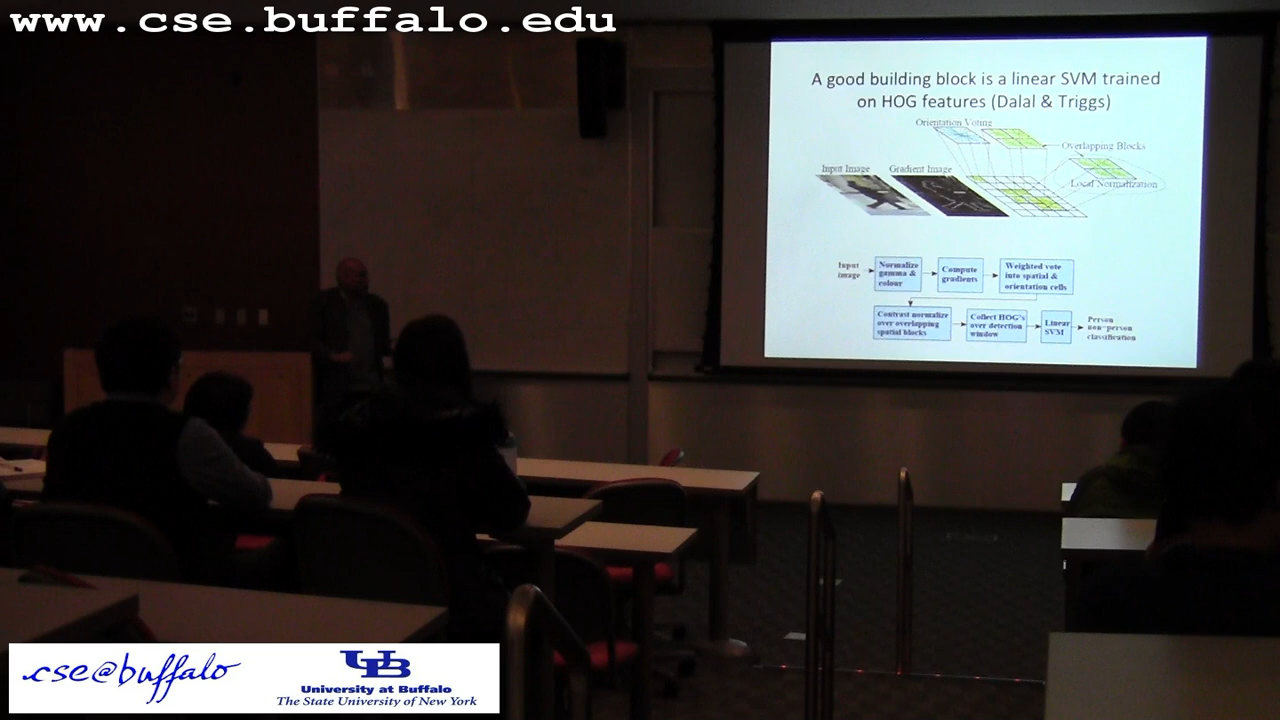 www.cse.buffalo.edu
A good building block is a linear SVM trained
on HOG features (Dalal & Triggs)
Orientation Voting
Overlapping Blocks
Input Image
Gradient Image
Local Normalization
Input
image
Normalize
gamma &
colour
Compute
gradients
Weighted vote
into spatial &
orientation cells
Contrast normalize
over overlapping
spatial blocks
Collect HOG's
over detection
window
Linear
SVM
Person
non-person
classification
cse@buffalo
UB
University at Buffalo
The State University of New York